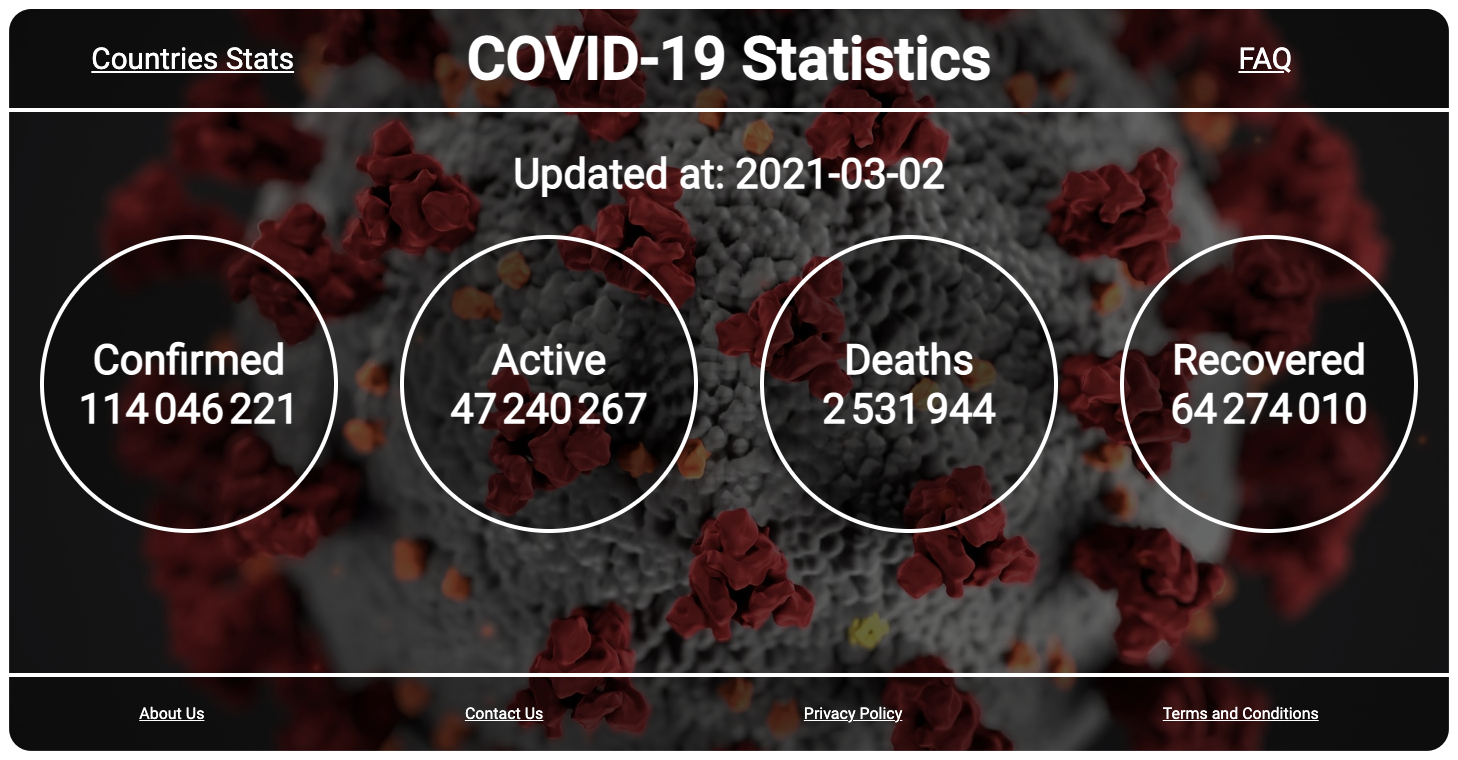 Countries Stats
COVID-19 Statistics
FAQ
Updated at: 2021-03-02
Confirmed
114 046 221
Active
47 240 267
Deaths
2 531 944
Recovered
64 274 010
About Us
Contact Us
Privacy Policy
Terms and Conditions